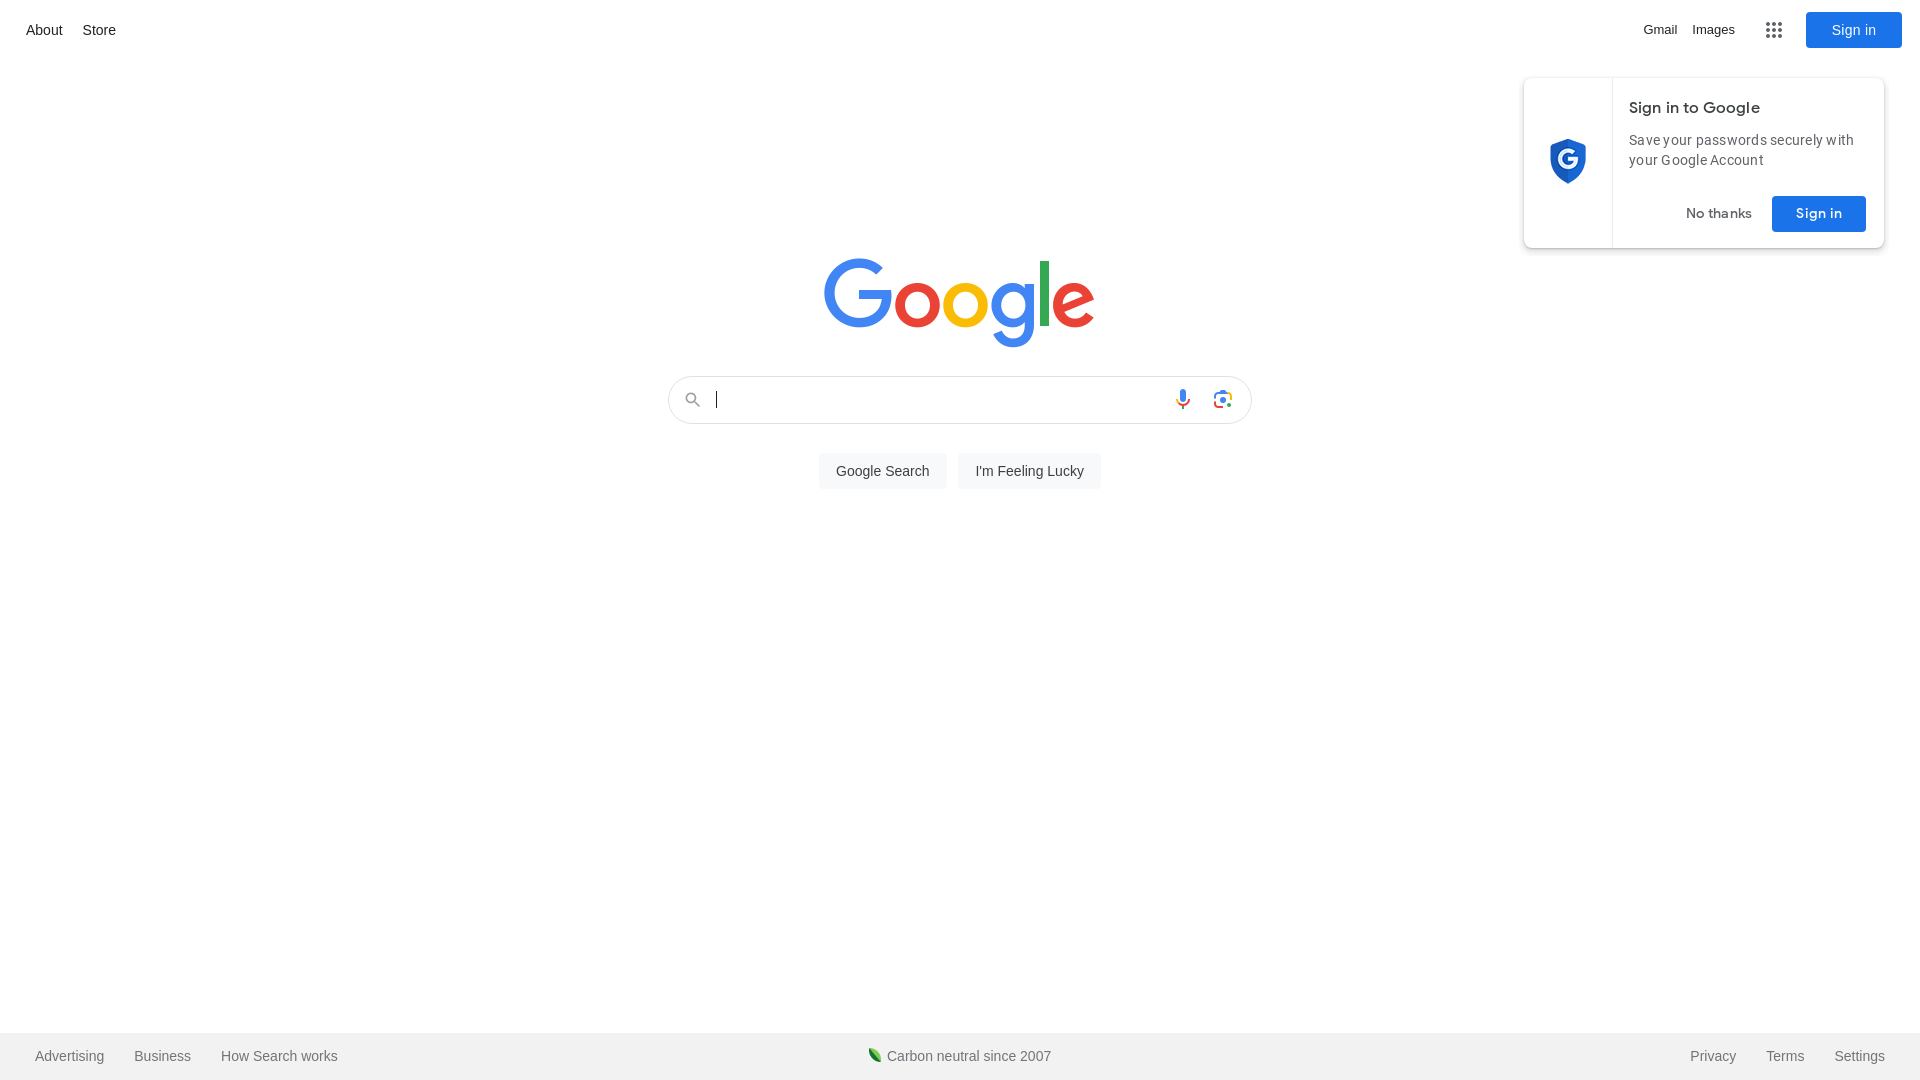 About Store
Gmail Images Sign in
Sign in to Google
Save your passwords securely with
your Google Account
No thanks Sign in
Google
Google Search I'm Feeling Lucky
Advertising Business How Search works
Carbon neutral since 2007
Privacy Terms Settings